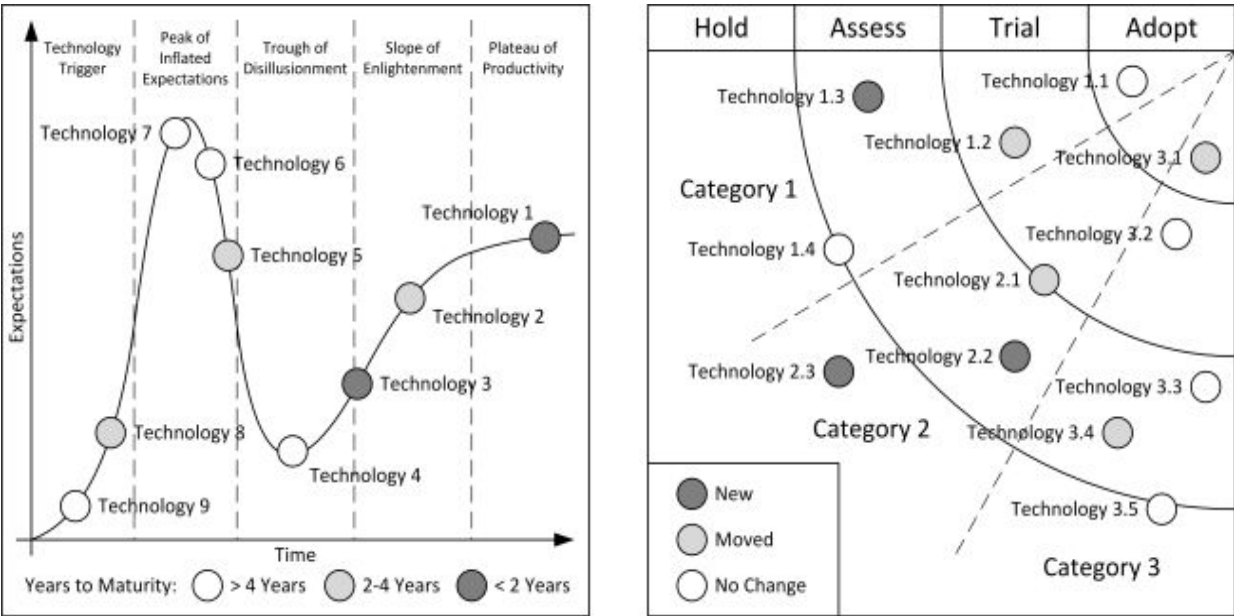 Technology
Trigger
Peak of
Inflated
Expectations
Trough of
Disillusionment
Slope of
Enlightenment
Plateau of
Productivity
Expectations
Technology 7
Technology 6
Technology 1
Technology 5
Technology 2
Technology 3
Technology 8
Technology 4
Technology 9
Time
Years to Maturity: > 4 Years 2-4 Years < 2 Years
Hold Assess Trial Adopt
Technology 1.1
Technology 1.3
Technology 1.2
Technology 3.1
Category 1
Technology 3.2
Technology 1.4
Technology 2.1
Technology 2.2
Technology 2.3
Technology 3.3
Category 2
Technology 3.4
New
Technology 3.5
Moved
Category 3
No Change